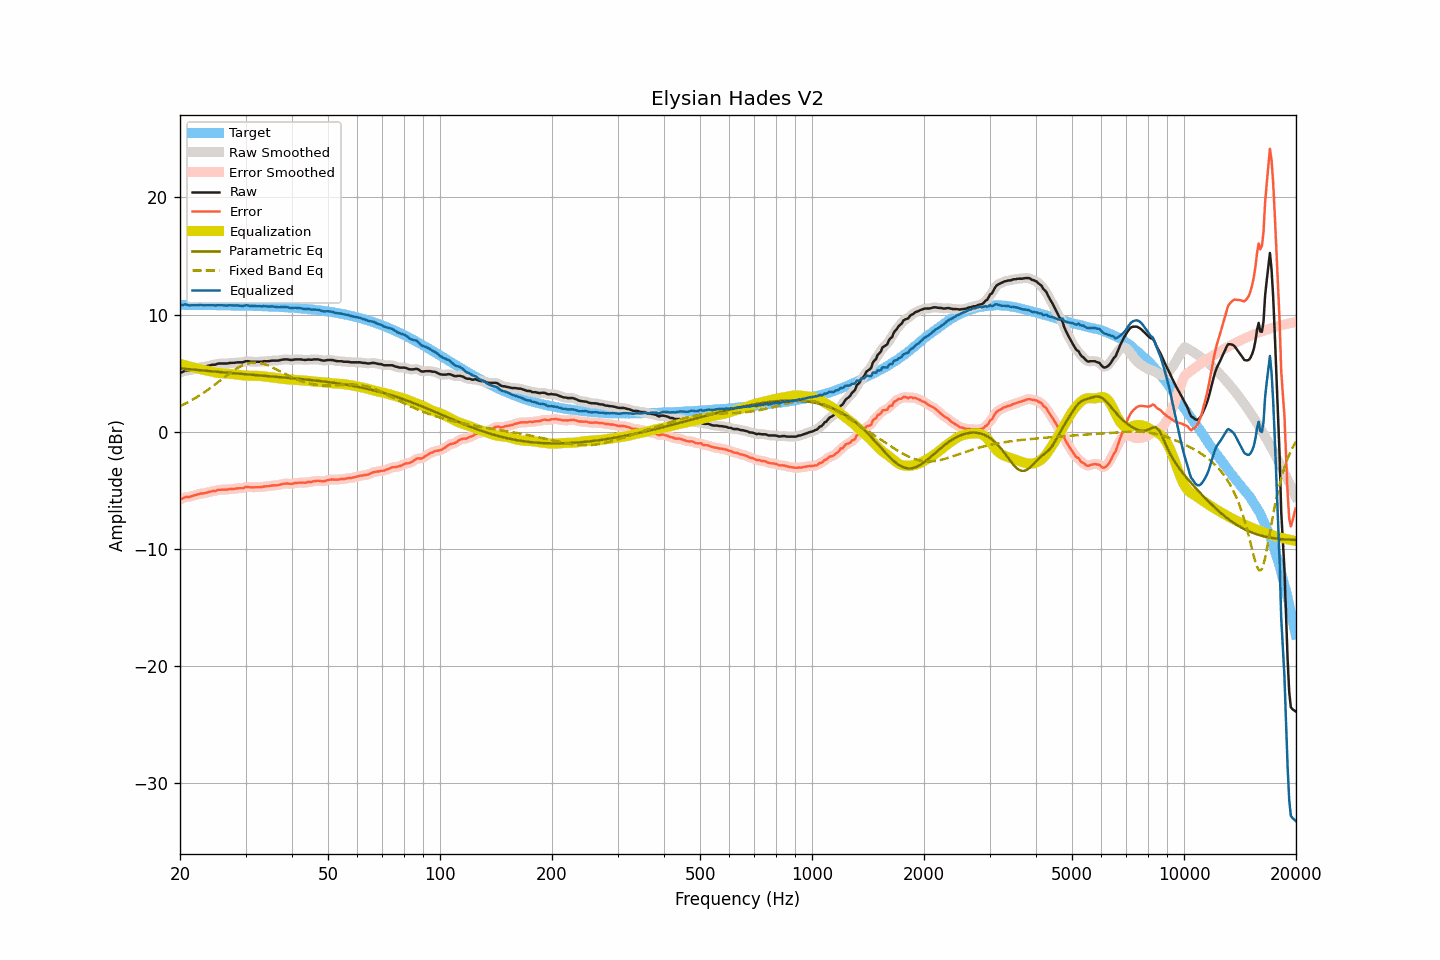 Elysian Hades V2
Target
Raw Smoothed
Error Smoothed
Raw
Error
Equalization
Parametric Eq
Fixed Band Eq
Equalized
20
10
0
−10
−20
−30
Amplitude (dBr)
20 50 100 200 500 1000 2000 5000 10000 20000
Frequency (Hz)